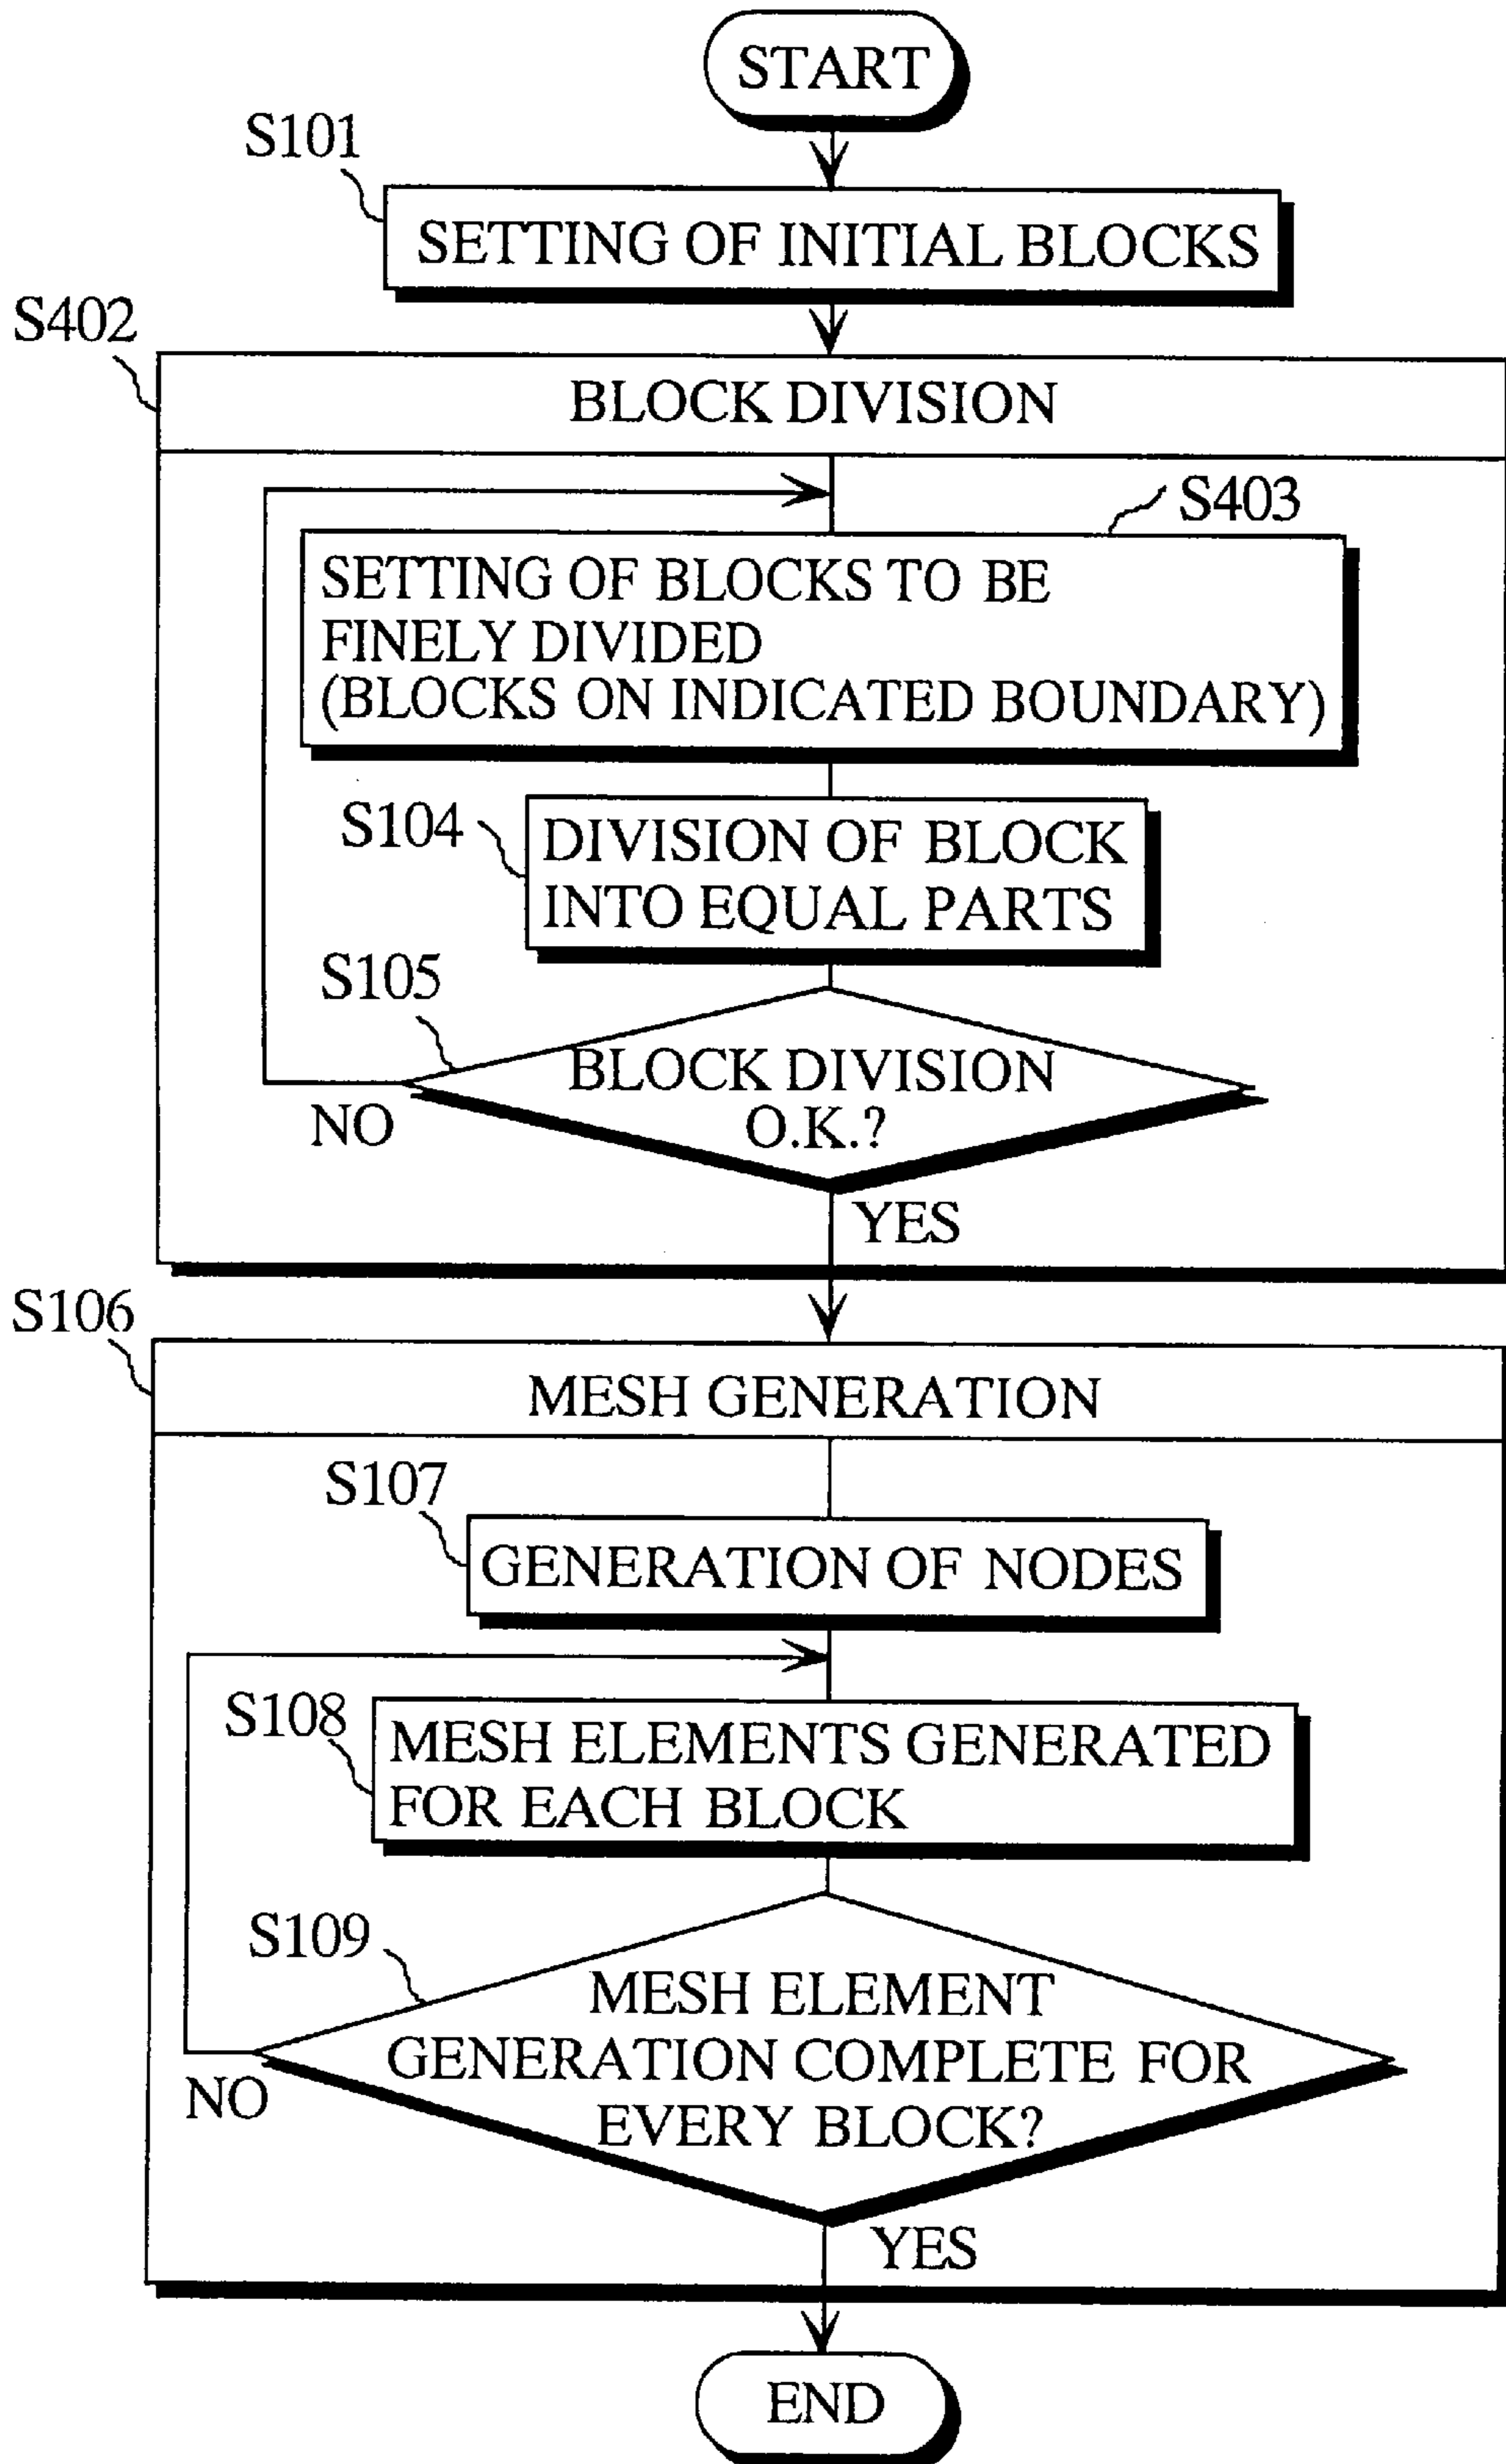 START
S101
SETTING OF INITIAL BLOCKS
S402
BLOCK DIVISION
S403
SETTING OF BLOCKS TO BE
FINELY DIVIDED
(BLOCKS ON INDICATED BOUNDARY)
S104
DIVISION OF BLOCK
INTO EQUAL PARTS
S105
BLOCK DIVISION
O.K.?
NO
YES
S106
MESH GENERATION
S107
GENERATION OF NODES
S108
MESH ELEMENTS GENERATED
FOR EACH BLOCK
S109
MESH ELEMENT
GENERATION COMPLETE FOR
EVERY BLOCK?
NO
YES
END